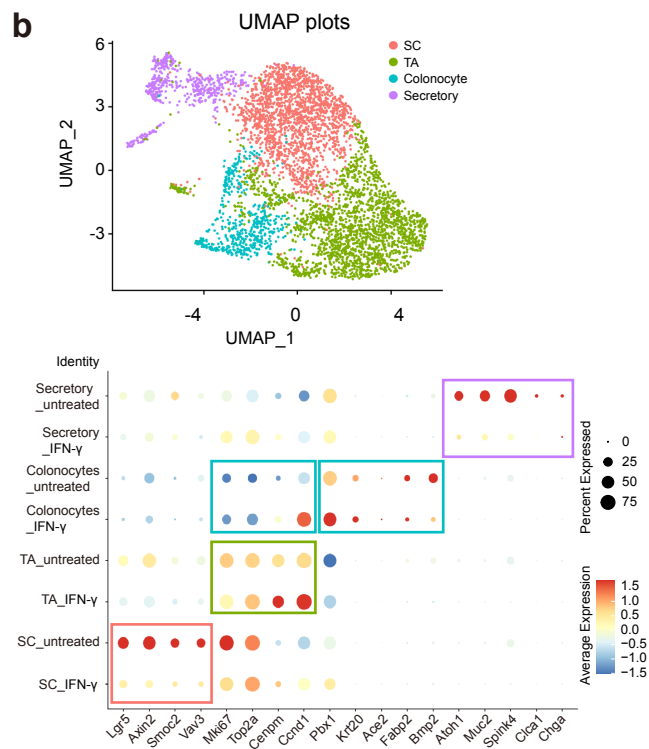 b
UMAP plots
SC
TA
Colonocyte
Secretory
UMAP_2
6
3
0
-3
-4
0
4
UMAP_1
Identity
Secretory
_untreated
Secretory
_IFN-γ
Colonocytes
_untreated
Colonocytes
_IFN-γ
TA_untreated
TA_IFN-γ
SC_untreated
SC_IFN-γ
Lgr5
Axin2
Smoc2
Vav3
Mki67
Top2a
Cenpm
Ccnd1
Pbx1
Krl20
Ace2
Fabp2
Bmp2
Atoh1
Muc2
Spink4
Clca1
Chga
Percent Expressed
0
25
50
75
Average Expression
1.5
1.0
0.5
0.0
−0.5
−1.0
−1.5